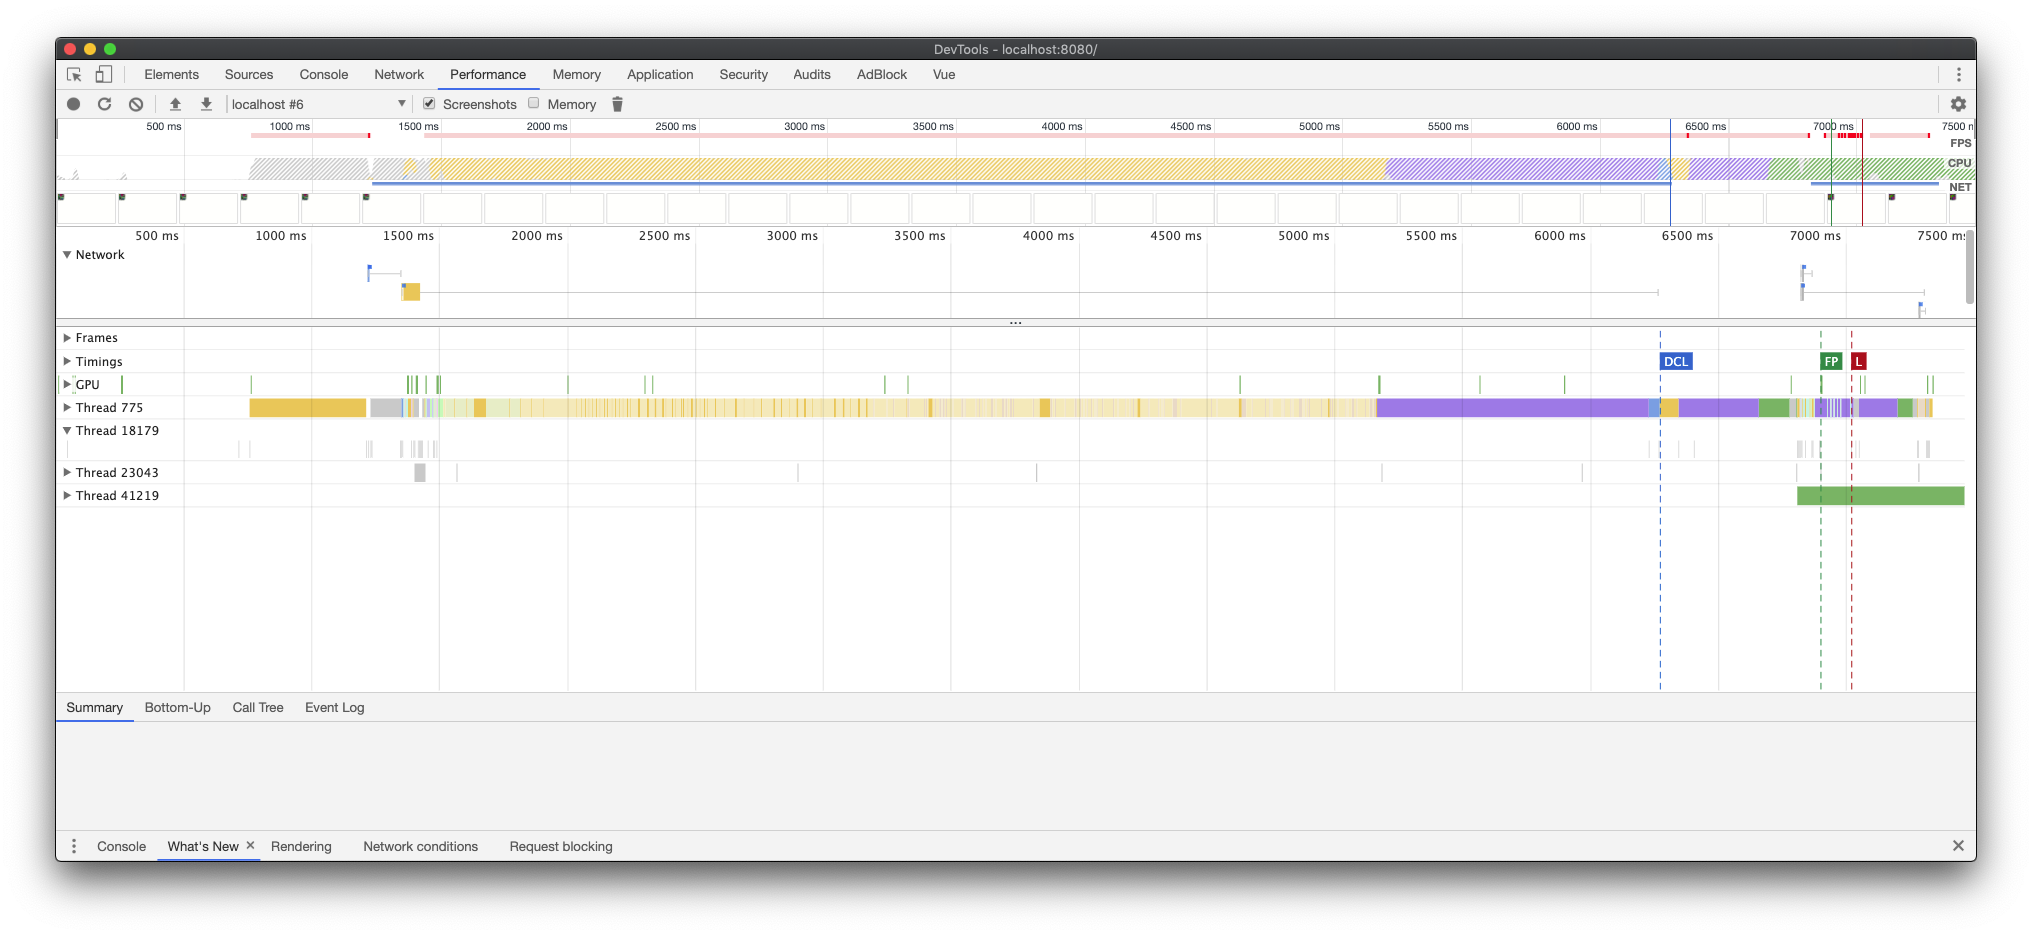 DevTools - localhost:8080/
Elements Sources Console Network Performance Memory Application Security Audits AdBlock Vue
localhost #6 Screenshots Memory
500 ms 1000 ms 1500 ms 2000 ms 2500 ms 3000 ms 3500 ms 4000 ms 4500 ms 5000 ms 5500 ms 6000 ms 6500 ms 7000 ms 7500 n
FPS
CPU
NET
500 ms 1000 ms 1500 ms 2000 ms 2500 ms 3000 ms 3500 ms 4000 ms 4500 ms 5000 ms 5500 ms 6000 ms 6500 ms 7000 ms 7500 ms
Network
...
Frames
Timings DCL FP L
GPU
Thread 775
Thread 18179
Thread 23043
Thread 41219
Summary Bottom-Up Call Tree Event Log
Console What's New Rendering Network conditions Request blocking